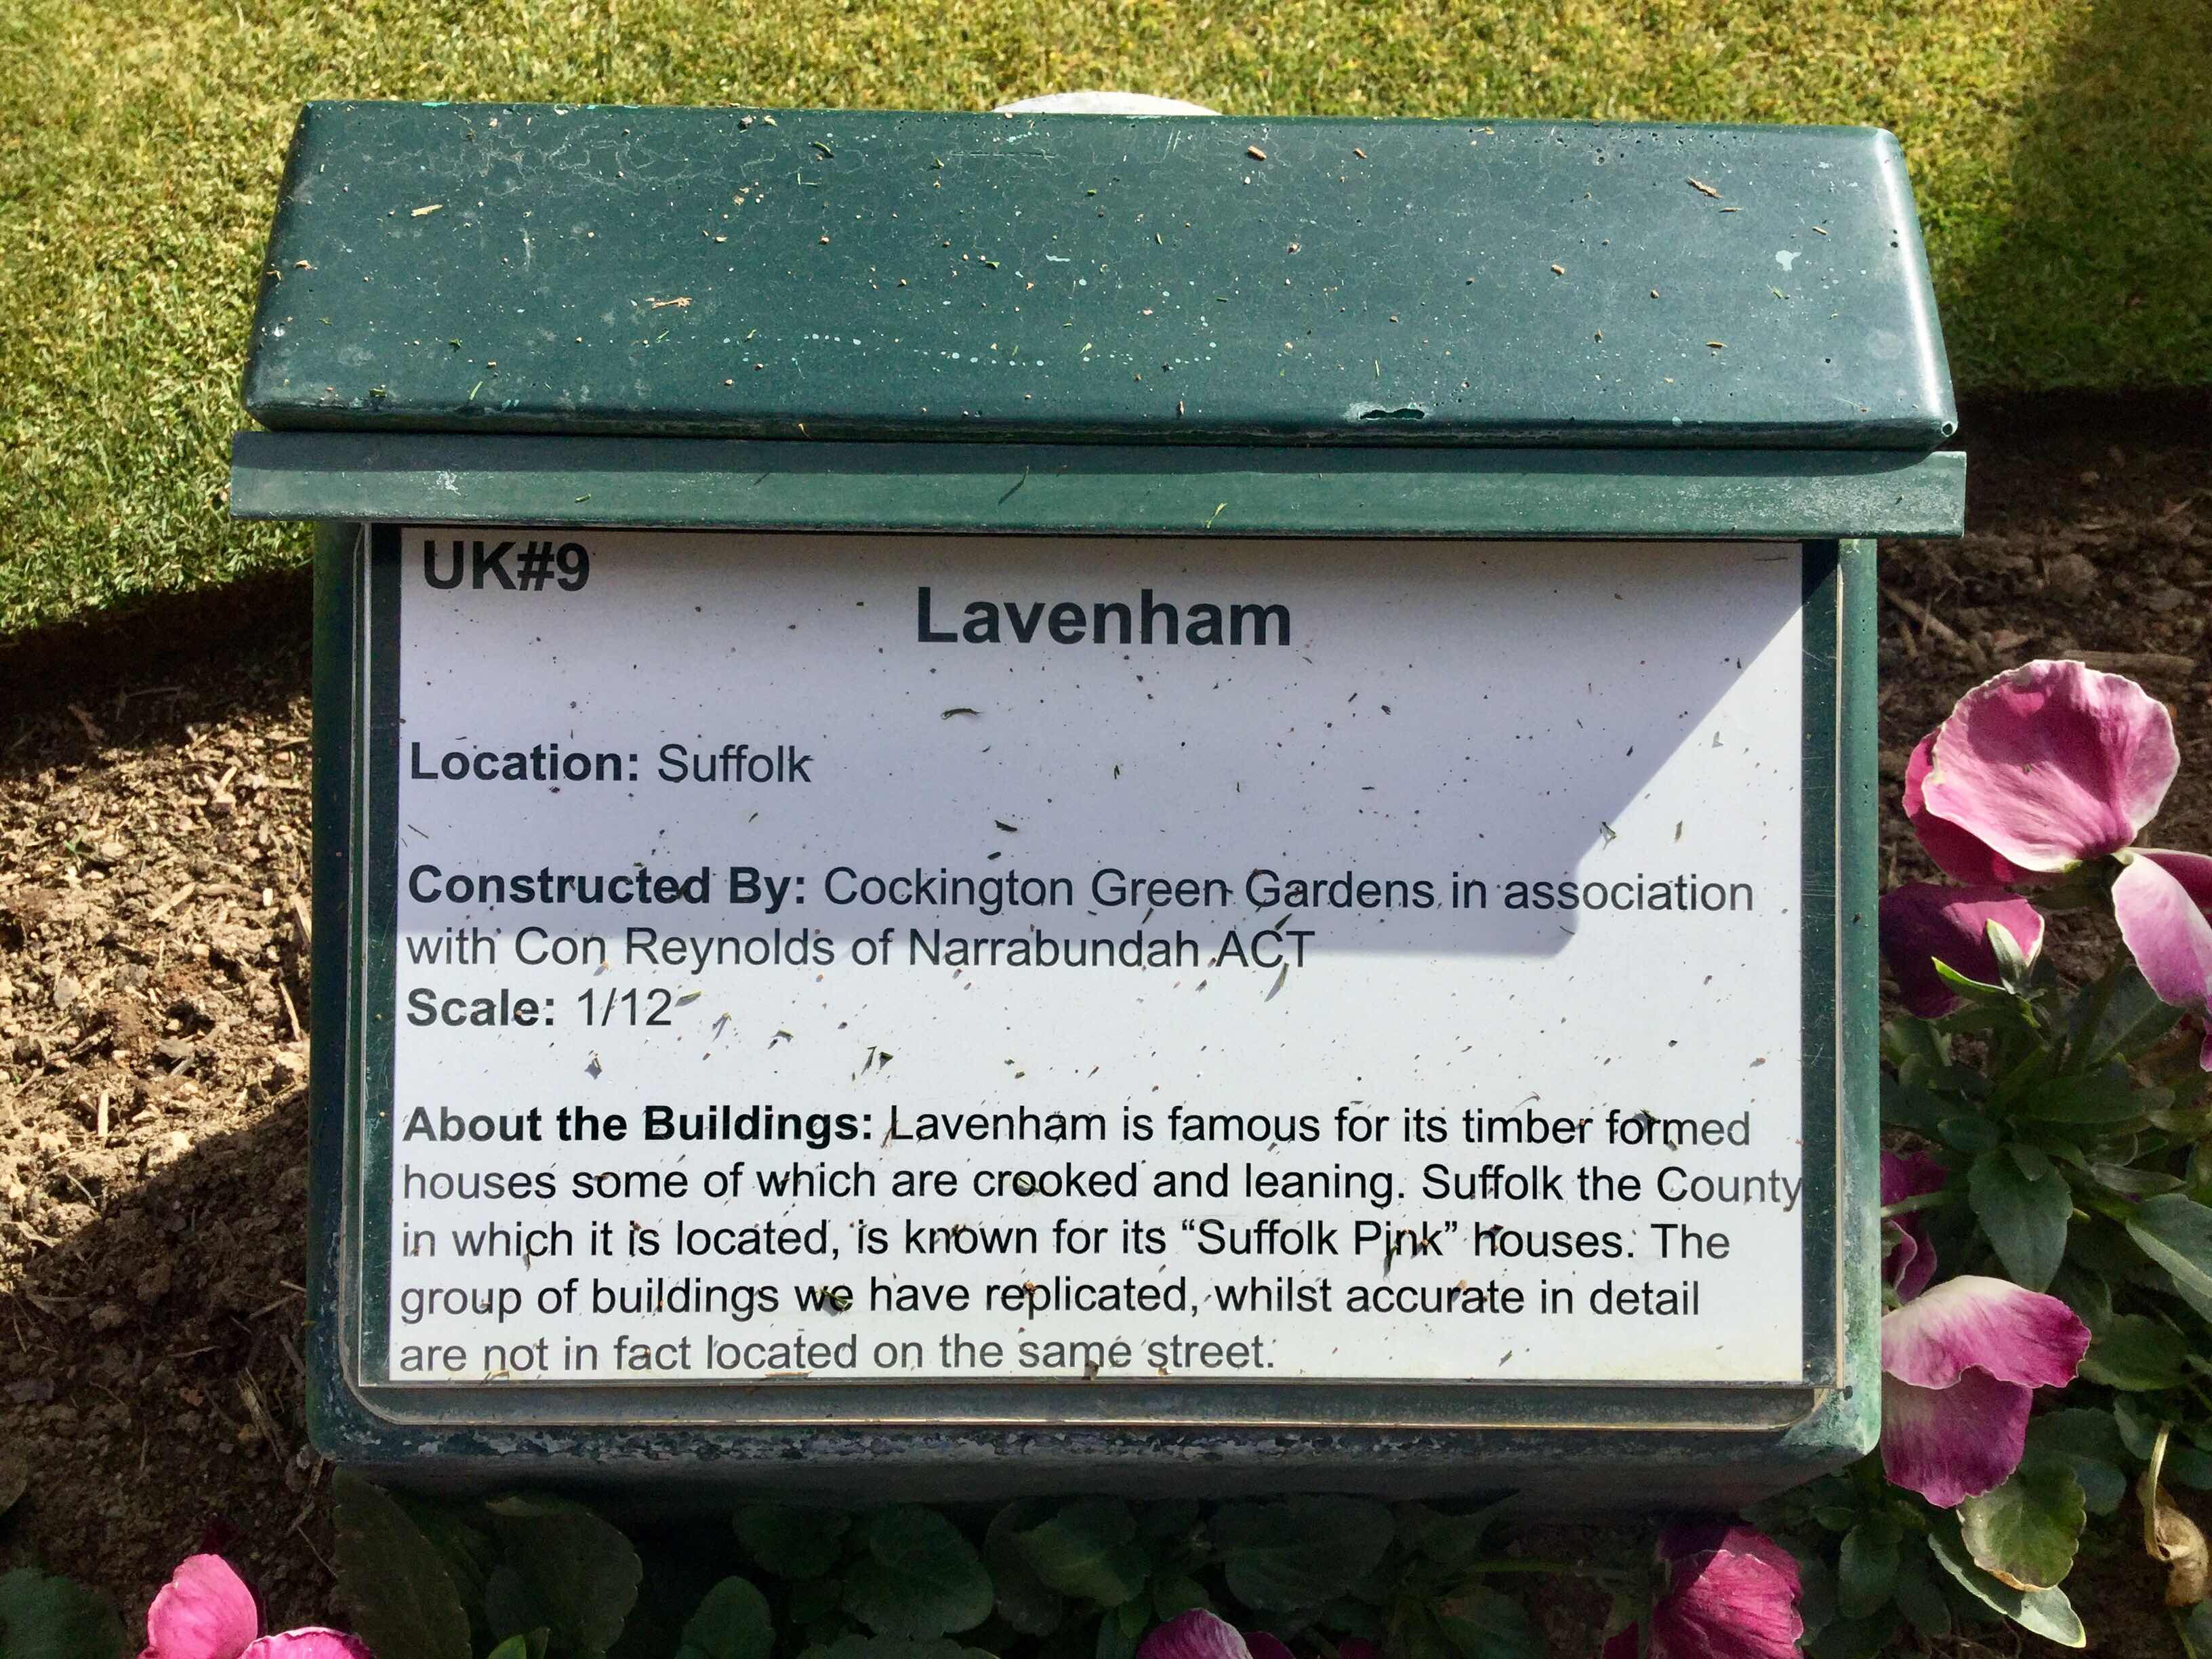 UK#9
Lavenham
Location: Suffolk
Constructed By: Cockington Green Gardens in association
with Con Reynolds of Narrabundah ACT
Scale: 1/12
About the Buildings: Lavenham is famous for its timber formed
houses some of which are crooked and leaning. Suffolk the County
in which it is located, is known for its “Suffolk Pink” houses. The
group of buildings we have replicated, whilst accurate in detail
are not in fact located on the same street.